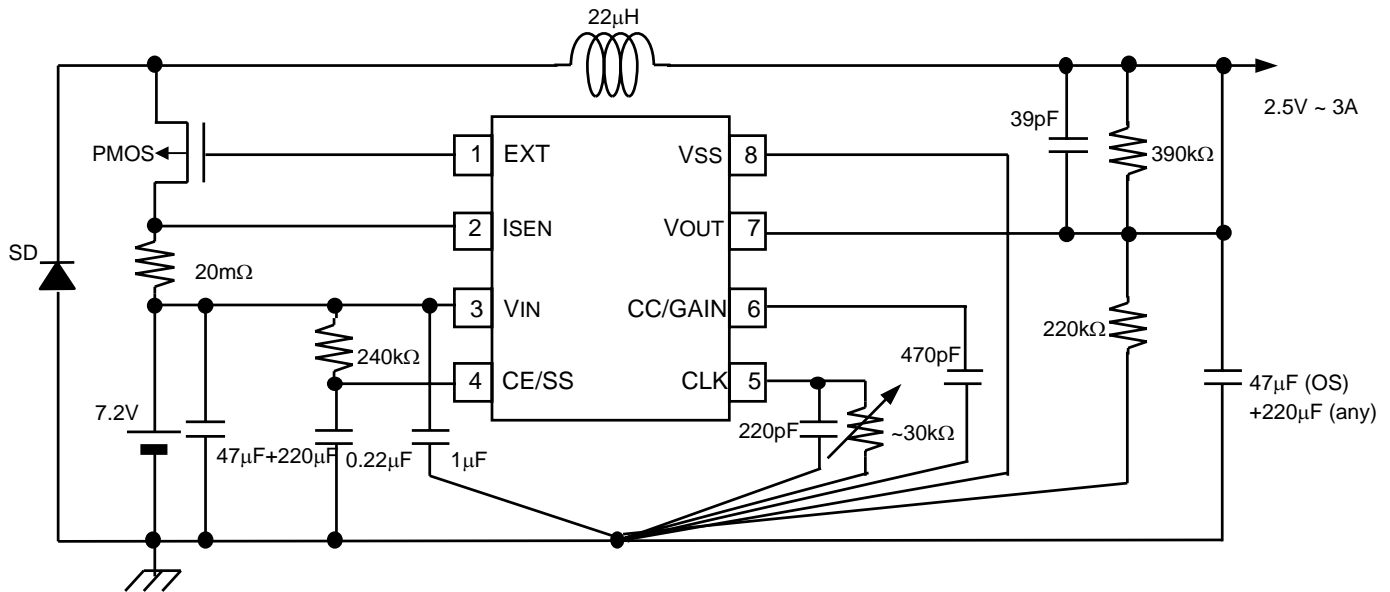 22μH
2.5V ~ 3A
39pF
390kΩ
PMOS
1 EXT
VSS 8
2 ISEN
VOUT 7
SD
20mΩ
3 VIN
CC/GAIN 6
220kΩ
240kΩ
470pF
4 CE/SS
CLK 5
47μF (OS)
+220μF (any)
7.2V
220pF
~30kΩ
47μF+220μF
0.22μF
1μF